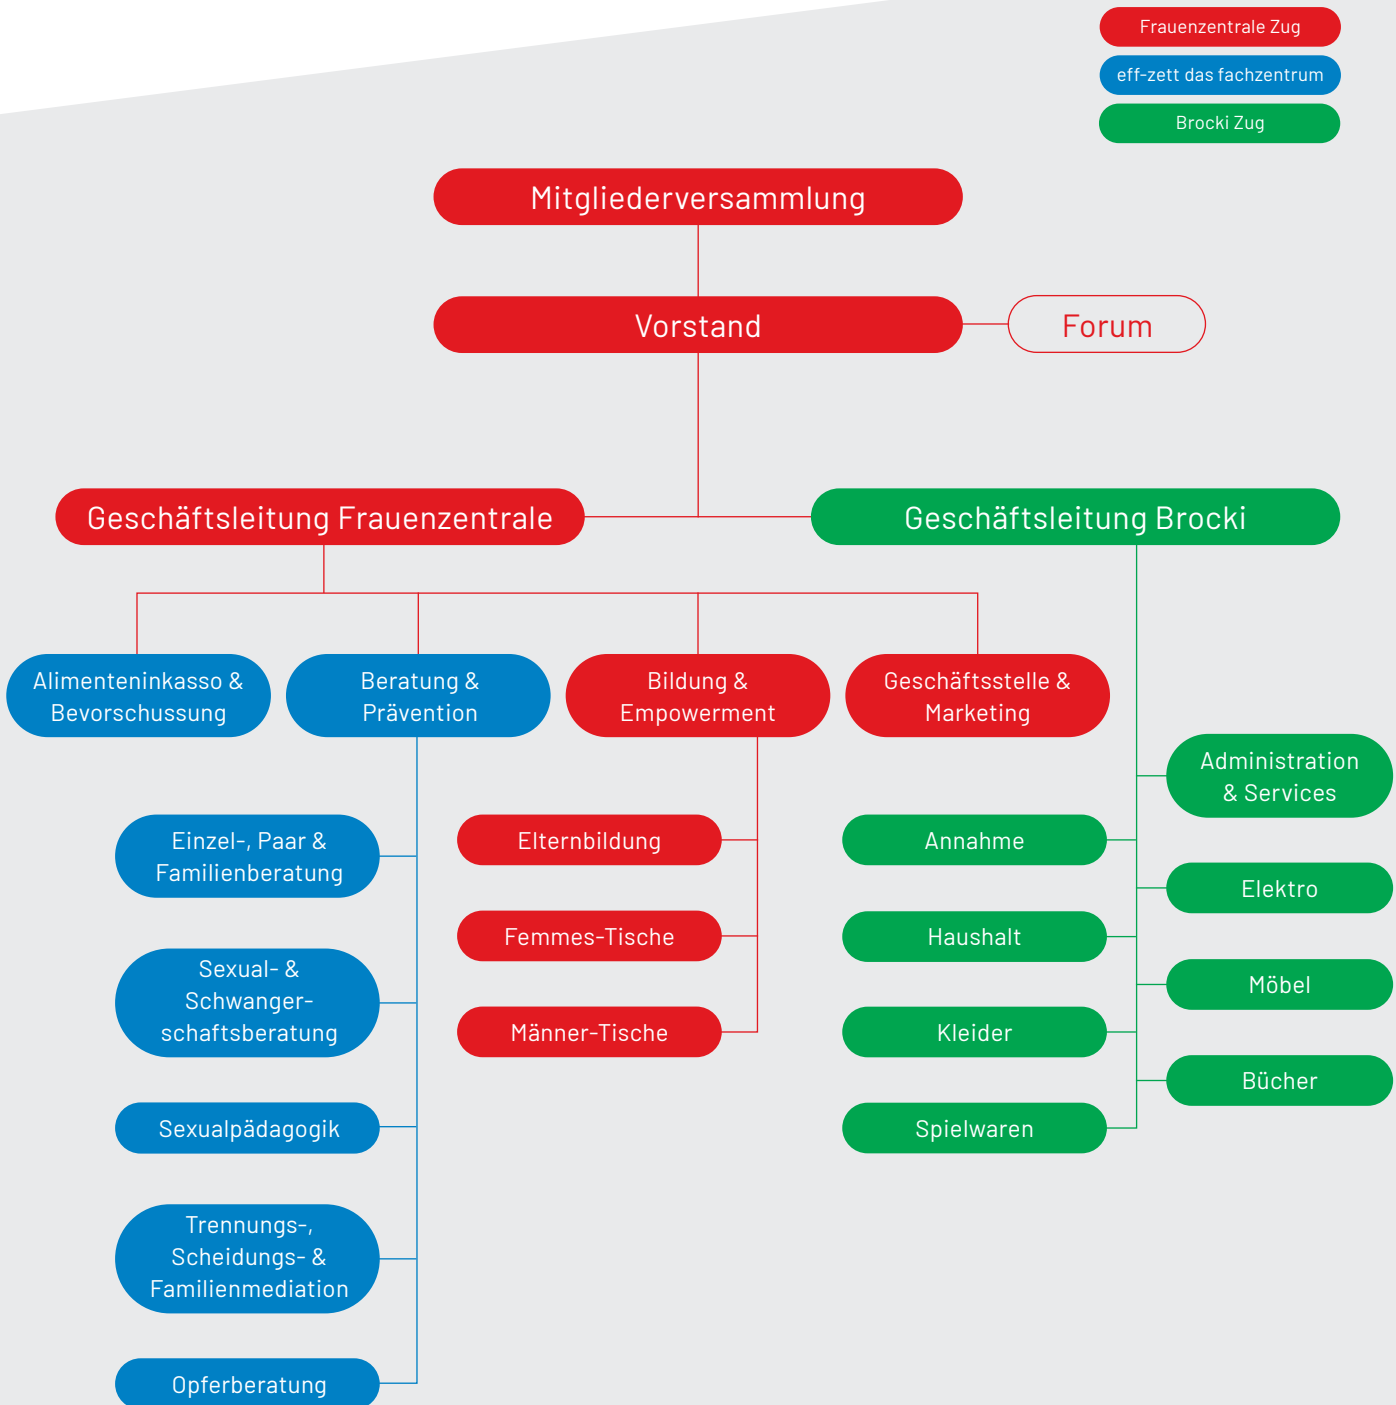 Frauenzentrale Zug
eff-zett das fachzentrum
Brocki Zug
Mitgliederversammlung
Vorstand
Forum
Geschäftsleitung Frauenzentrale
Geschäftsleitung Brocki
Alimenteninkasso &
Bevorschussung
Beratung &
Prävention
Bildung &
Empowerment
Geschäftsstelle &
Marketing
Einzel-, Paar &
Familienberatung
Sexual- &
Schwanger-
schaftsberatung
Sexualpädagogik
Trennungs-,
Scheidungs- &
Familienmediation
Opferberatung
Elternbildung
Femmes-Tische
Männer-Tische
Administration
& Services
Annahme
Elektro
Haushalt
Möbel
Kleider
Bücher
Spielwaren